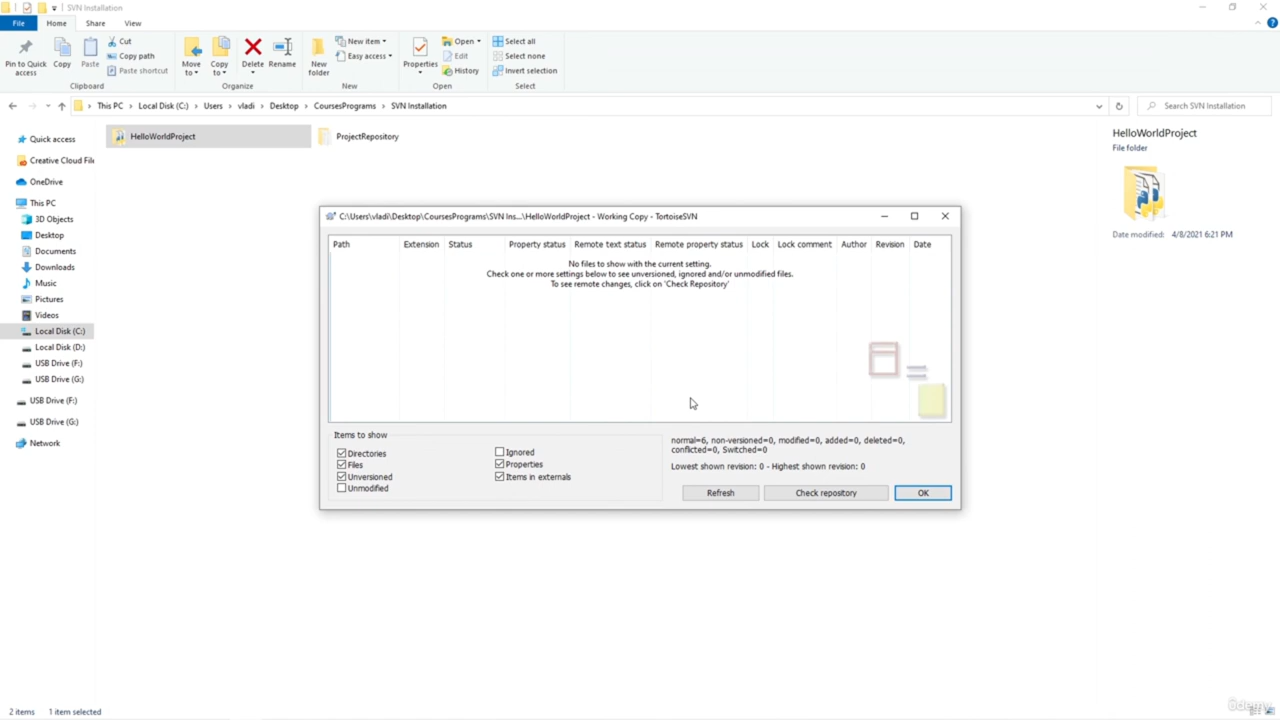 SVN Installation
File Home Share View
Pin to Quick access
Copy
Paste
Cut
Copy path
Paste shortcut
Clipboard
Move to
Copy to
Delete
Rename
Organize
New folder
New item
Easy access
New
Properties
Open
Edit
History
Open
Select all
Select none
Invert selection
Select
This PC > Local Disk (C:) > Users > vladi > Desktop > CoursesPrograms > SVN Installation
Search SVN Installation
Quick access
Creative Cloud File
OneDrive
This PC
3D Objects
Desktop
Documents
Downloads
Music
Pictures
Videos
Local Disk (C:)
Local Disk (D:)
USB Drive (F:)
USB Drive (G:)
USB Drive (F:)
USB Drive (G:)
Network
HelloWorldProject
ProjectRepository
HelloWorldProject
File folder
Date modified: 4/8/2021 6:21 PM
C:\Users\vladi\Desktop\CoursesPrograms\SVN Ins...\HelloWorldProject - Working Copy - TortoiseSVN
Path Extension Status Property status Remote text status Remote property status Lock Lock comment Author Revision Date
No files to show with the current setting.
Check one or more settings below to see unversioned, ignored and/or unmodified files.
To see remote changes, click on 'Check Repository'
Items to show
Directories
Files
Unversioned
Unmodified
Ignored
Properties
Items in externals
normal=6, non-versioned=0, modified=0, added=0, deleted=0,
conflicted=0, Switched=0
Lowest shown revision: 0 - Highest shown revision: 0
Refresh
Check repository
OK
2 items 1 item selected
ûdemy